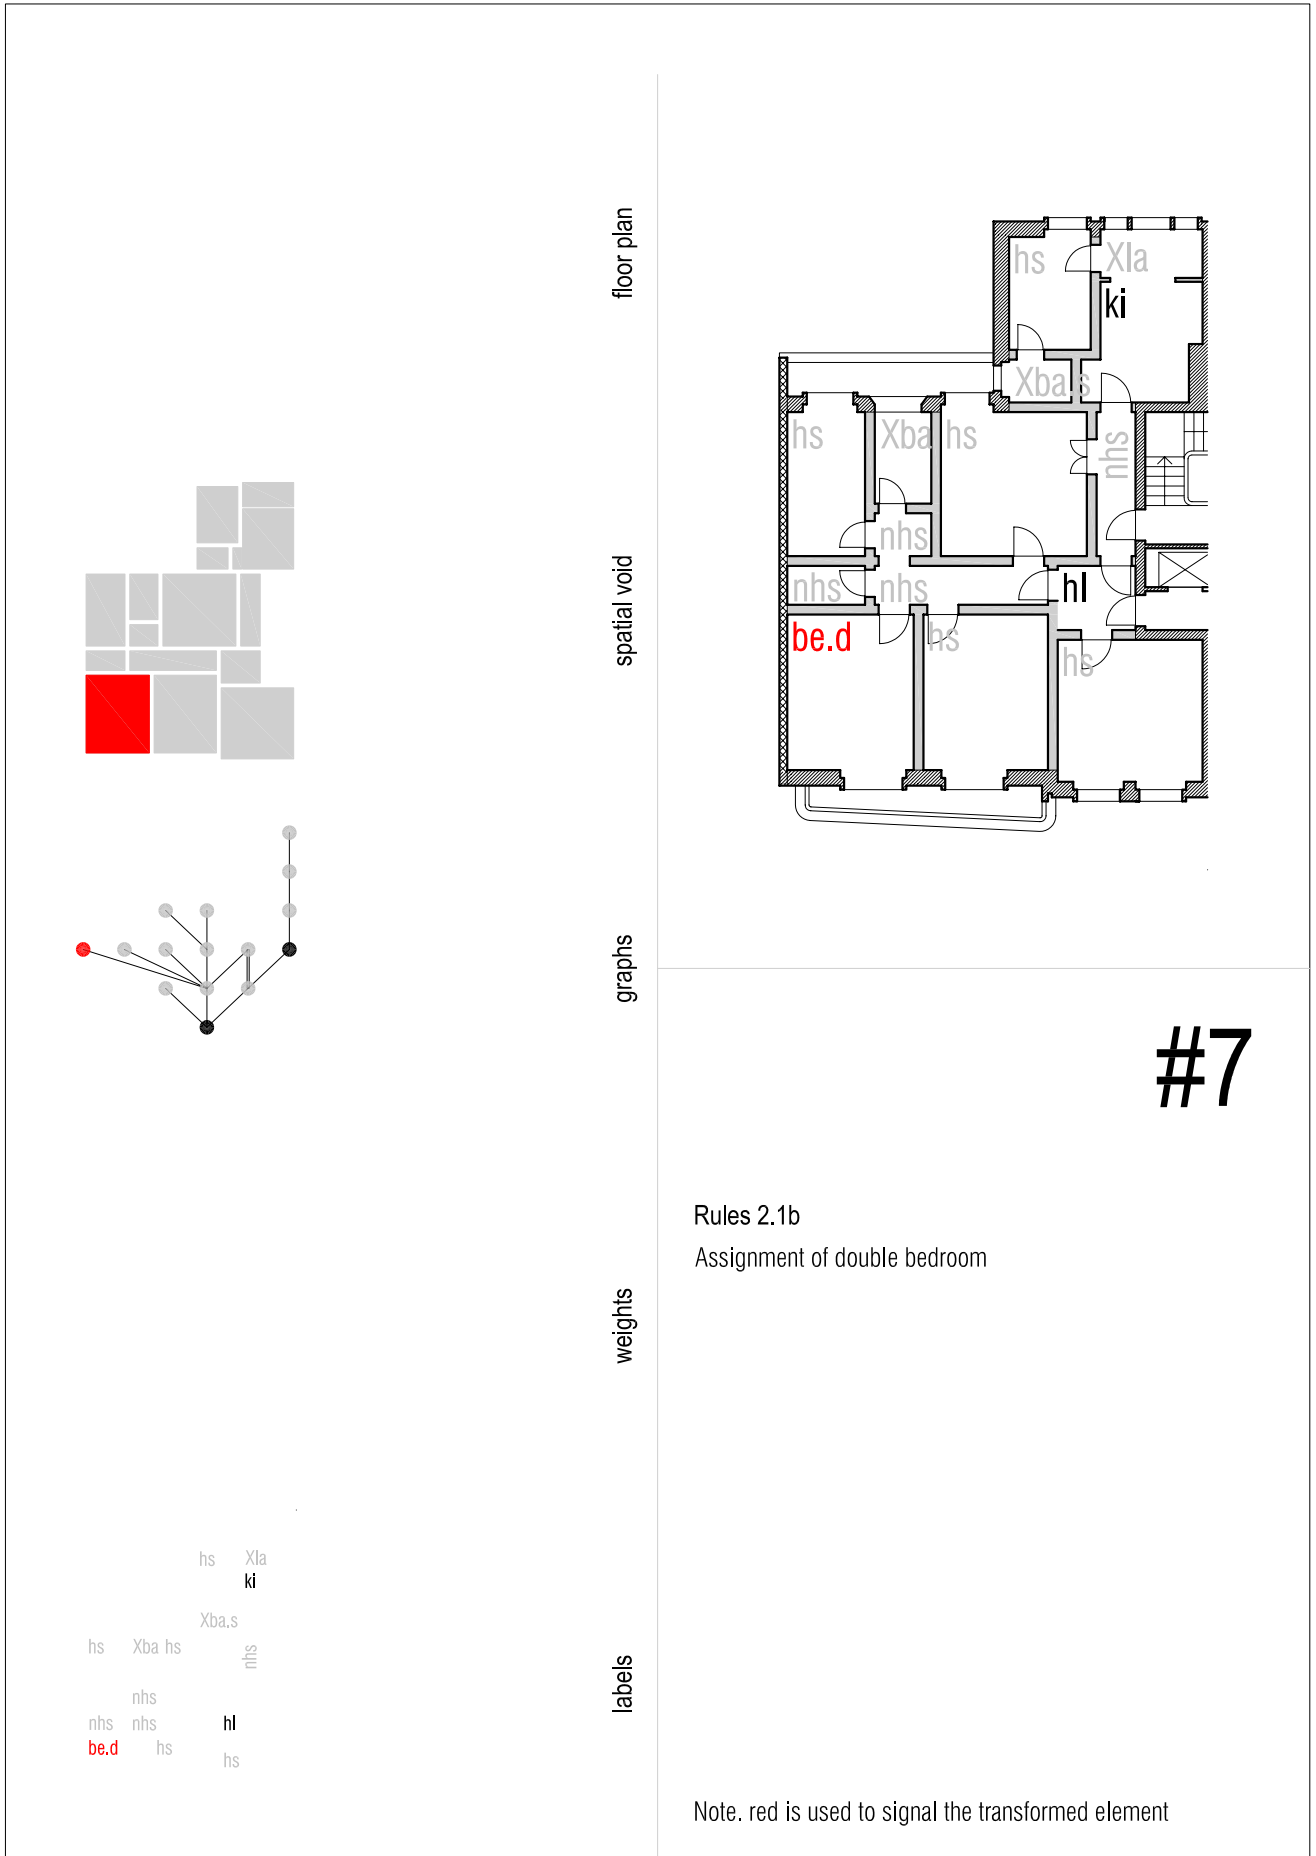 floor plan
hs
Xla
ki
Xba.s
hs
Xba
hs
nhs
nhs
nhs
nhs
hl
be.d
hs
hs
spatial void
graphs
#7
Rules 2.1b
Assignment of double bedroom
weights
labels
hs
Xla
ki
Xba.s
hs
Xba
hs
nhs
nhs
nhs
nhs
hl
be.d
hs
hs
Note. red is used to signal the transformed element